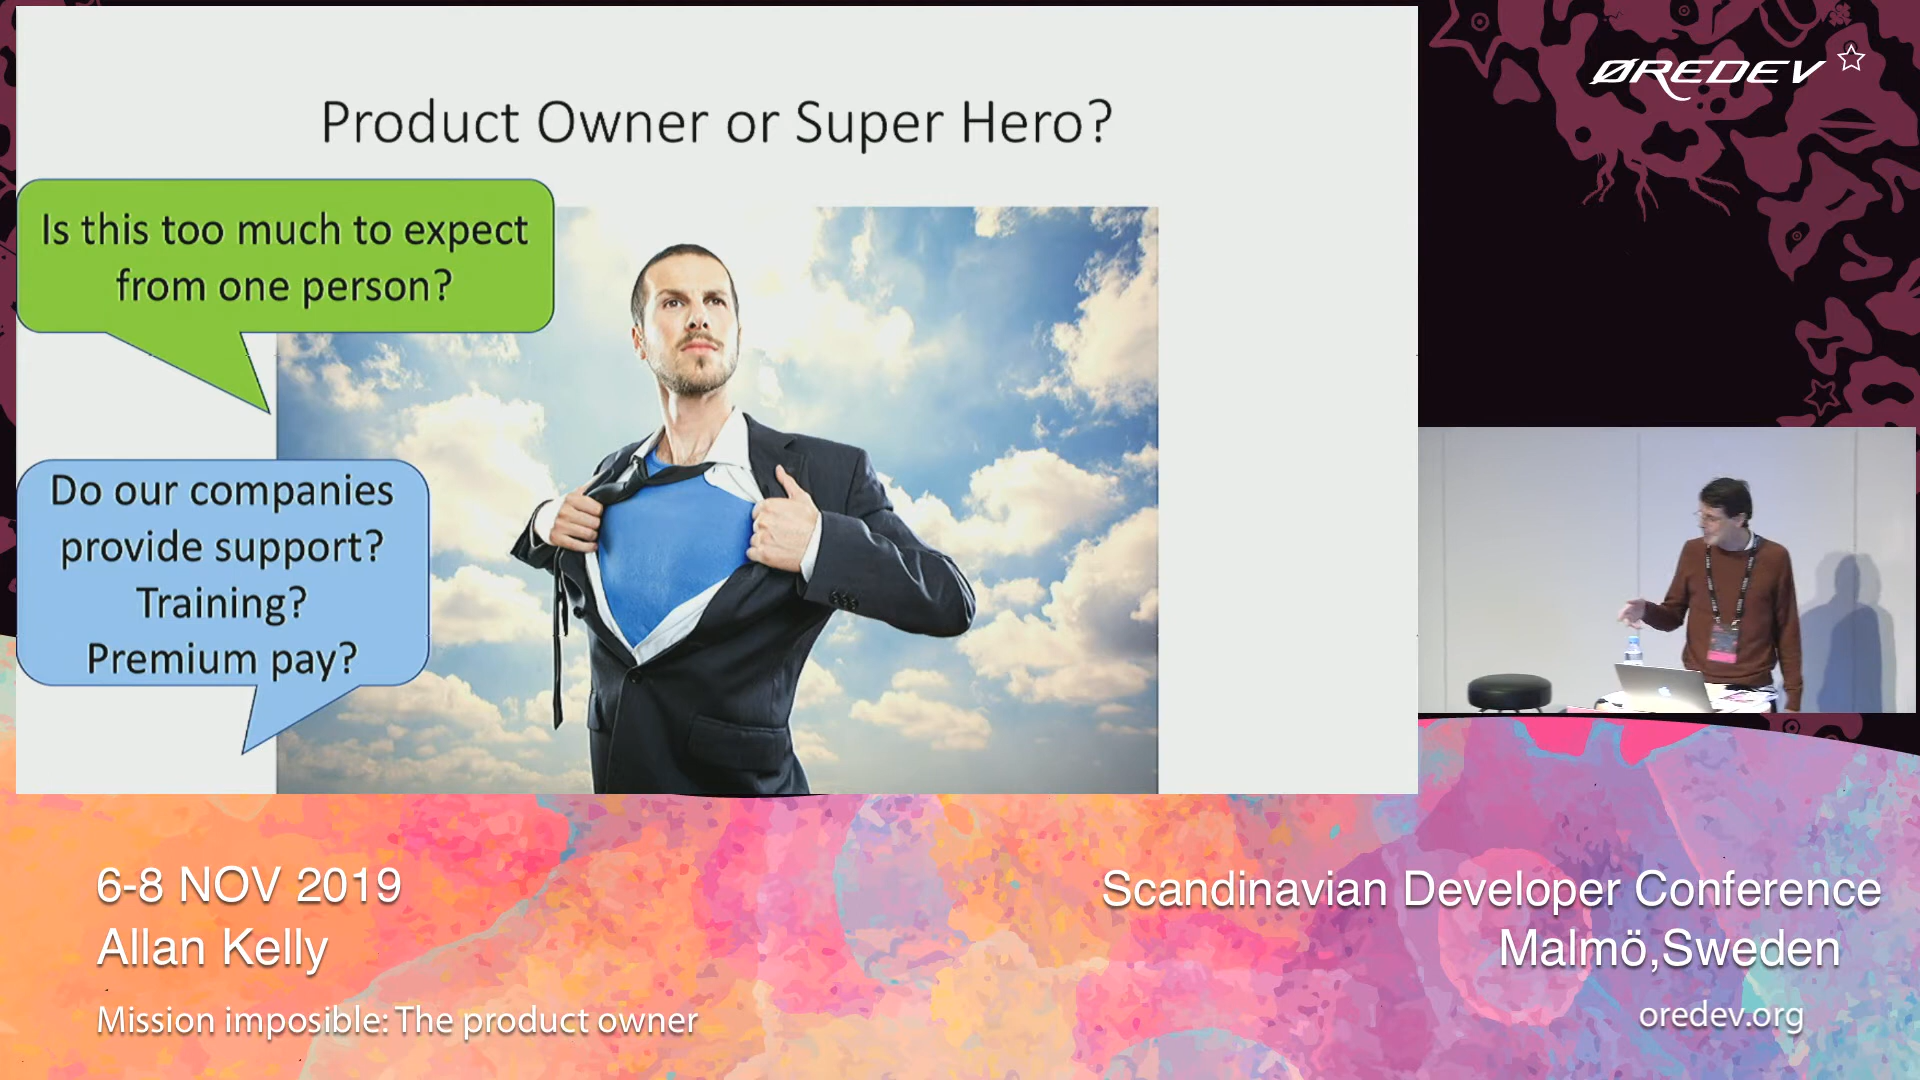 Product Owner or Super Hero?
Is this too much to expect
from one person?
Do our companies
provide support?
Training?
Premium pay?
ØREDEV
6-8 NOV 2019
Allan Kelly
Mission imposible: The product owner
Scandinavian Developer Conference
Malmö,Sweden
oredev.org